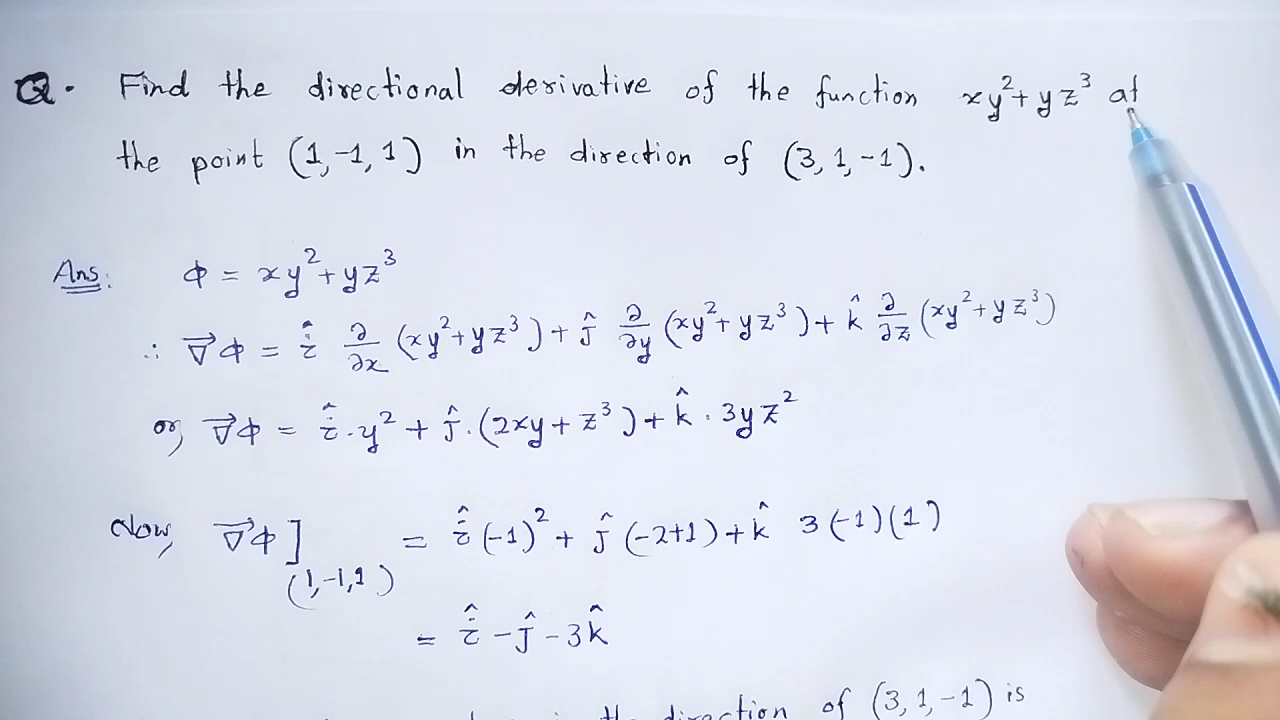 Q. Find the directional derivative of the function xy²+yz³ at
the point (1,-1,1) in the direction of (3,1,-1).
Ans: ϕ = xy²+yz³
∴ ∇⃗ϕ = î ∂/∂x (xy²+yz³)+ĵ ∂/∂y (xy²+yz³)+k̂ ∂/∂z (xy²+yz³)
or, ∇⃗ϕ = î.y²+ĵ.(2xy+z³)+k̂.3yz²
Now, ∇⃗ϕ](1,-1,1) = î(-1)²+ĵ(-2+1)+k̂ 3(-1)(1)
= î-ĵ-3k̂
in the direction of (3,1,-1) is